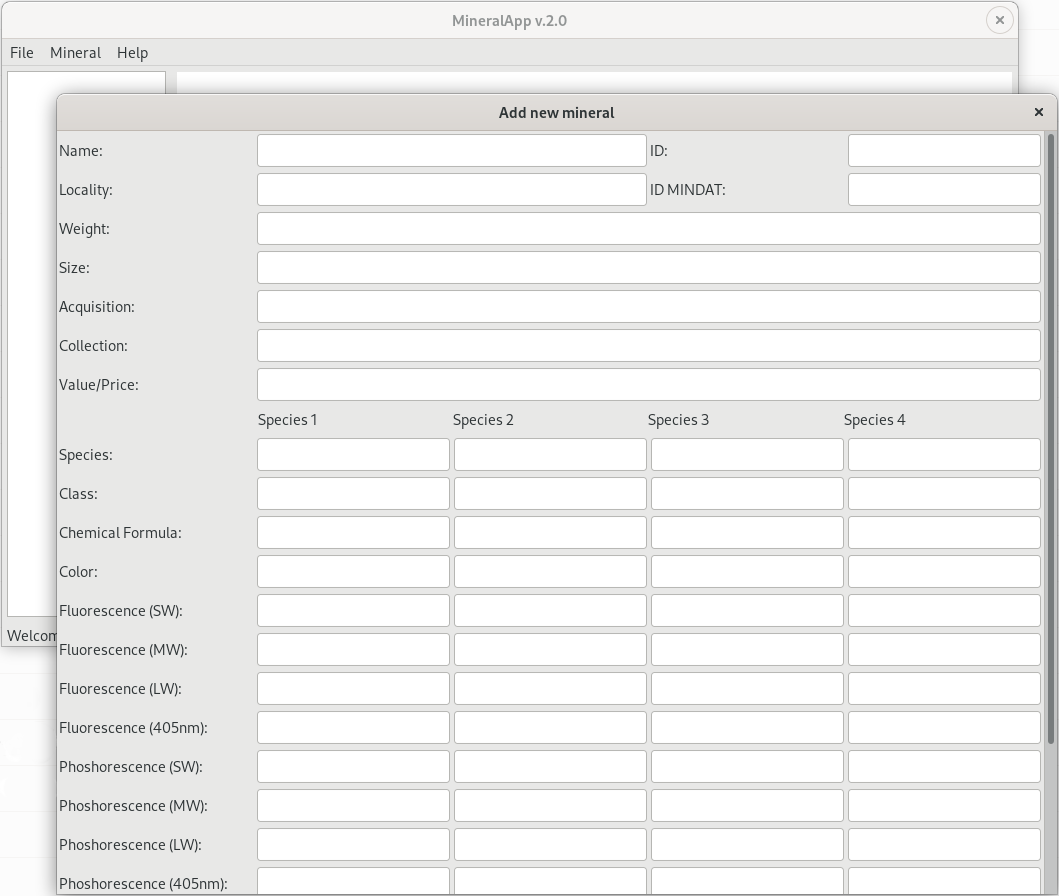 MineralApp v.2.0
File Mineral Help
Add new mineral
Name: ID:
Locality: ID MINDAT:
Weight:
Size:
Acquisition:
Collection:
Value/Price:
Species 1 Species 2 Species 3 Species 4
Species:
Class:
Chemical Formula:
Color:
Fluorescence (SW):
Welcom
Fluorescence (MW):
Fluorescence (LW):
Fluorescence (405nm):
Phoshorescence (SW):
Phoshorescence (MW):
Phoshorescence (LW):
Phoshorescence (405nm):